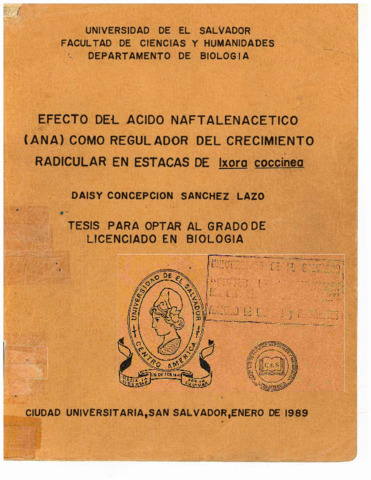 UNIVERSIDAD DE EL SALVADOR
FACULTAD DE CIENCIAS Y HUMANIDADES
DEPARTAMENTO DE BIOLOGIA
EFECTO DEL ACIDO NAFTALENACETICO
(ANA) COMO REGULADOR DEL CRECIMIENTO
RADICULAR EN ESTACAS DE Ixora coccinea
DAISY CONCEPCION SANCHEZ LAZO
TESIS PARA OPTAR AL GRADO DE
LICENCIADO EN BIOLOGIA
UNIVERSIDAD DE EL SALVADOR
CENTRO AMERICA
CIUDAD UNIVERSITARIA, SAN SALVADOR, ENERO DE 1989